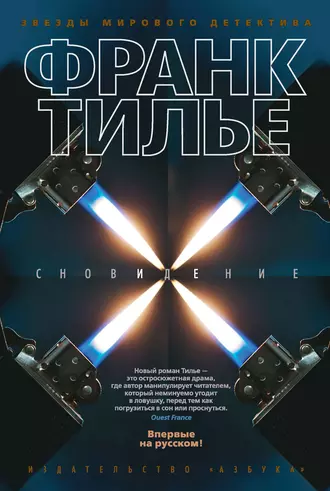 ЗВЕЗДЫ МИРОВОГО ДЕТЕКТИВА
ФРАНК
ТИЛЬЕ
СНОВИДЕНИЕ
Новый роман Тилье —
это остросюжетная драма,
где автор манипулирует читателем,
который неминуемо угодит
в ловушку, перед тем как
погрузиться в сон или проснуться.
Ouest France
Впервые
на русском!
ИЗДАТЕЛЬСТВО «АЗБУКА»